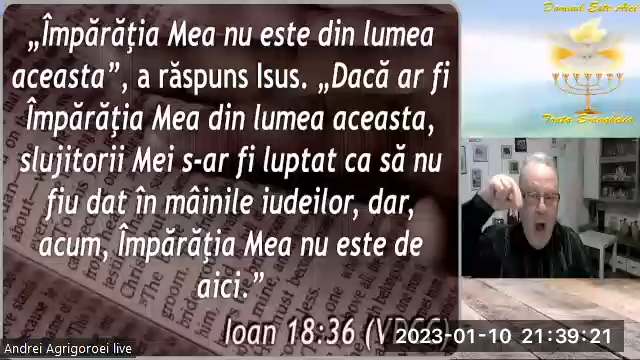 „Împărăția Mea nu este din lumea
aceasta”, a răspuns Isus. „Dacă ar fi
Împărăția Mea din lumea aceasta,
slujitorii Mei s-ar fi luptat ca să nu
fiu dat în mâinile iudeilor, dar,
acum, Împărăția Mea nu este de
aici.”
Ioan 18:36
Domnul Este Aici
Toata Evanghelia
2023-01-10 21:39:21
Andrei Agrigoroei live